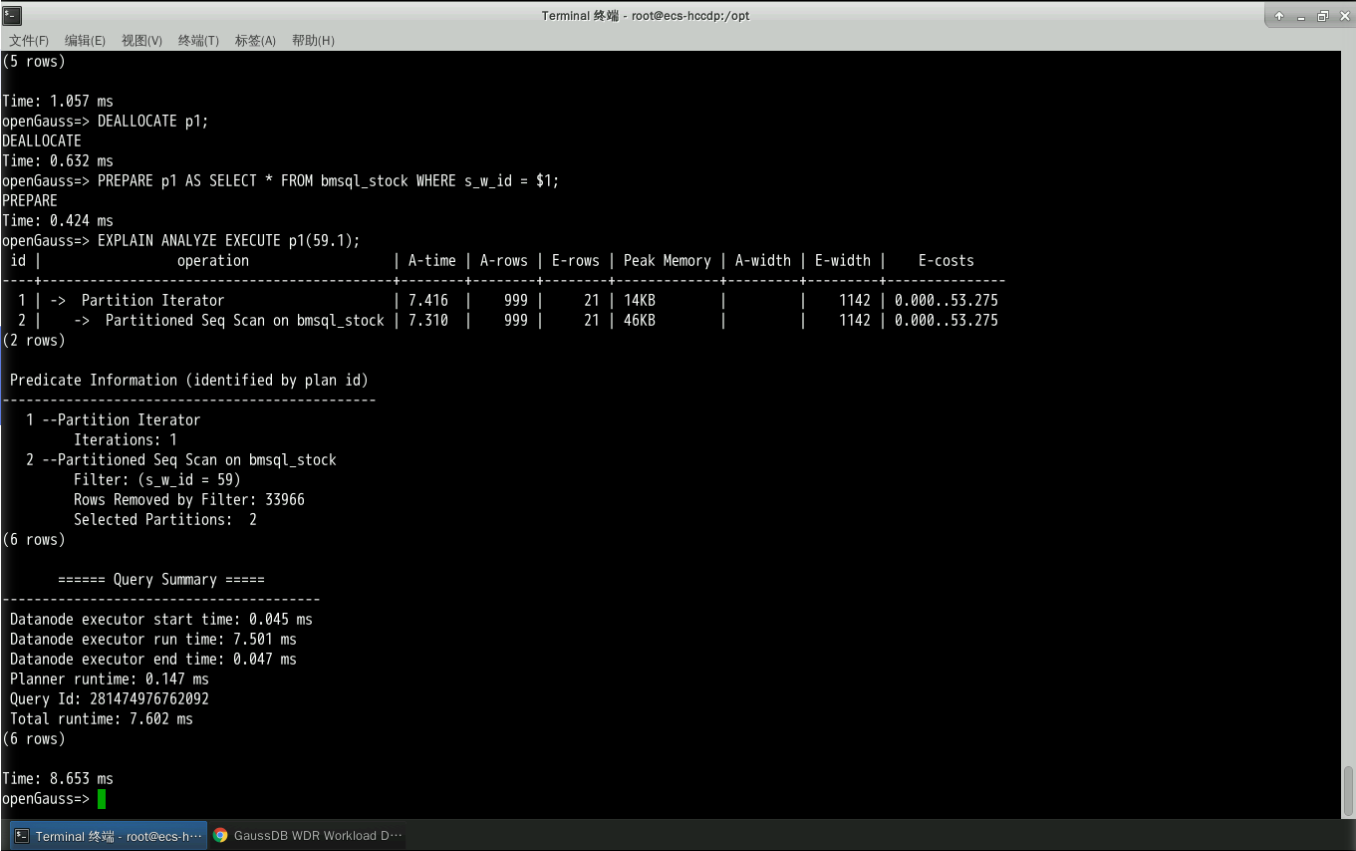 Terminal 终端 - root@ecs-hccdp:/opt
文件(F) 编辑(E) 视图(V) 终端(T) 标签(A) 帮助(H)
(5 rows)
Time: 1.057 ms
openGauss=> DEALLOCATE p1;
DEALLOCATE
Time: 0.632 ms
openGauss=> PREPARE p1 AS SELECT * FROM bmsql_stock WHERE s_w_id = $1;
PREPARE
Time: 0.424 ms
openGauss=> EXPLAIN ANALYZE EXECUTE p1(59.1);
 id |                 operation                  | A-time | A-rows | E-rows | Peak Memory | A-width | E-width |    E-costs
----+--------------------------------------------+--------+--------+--------+-------------+---------+---------+---------------
  1 | ->  Partition Iterator                     | 7.416  |    999 |     21 | 14KB        |         |    1142 | 0.000..53.275
  2 |    ->  Partitioned Seq Scan on bmsql_stock | 7.310  |    999 |     21 | 46KB        |         |    1142 | 0.000..53.275
(2 rows)
 Predicate Information (identified by plan id)
-----------------------------------------------
   1 --Partition Iterator
         Iterations: 1
   2 --Partitioned Seq Scan on bmsql_stock
         Filter: (s_w_id = 59)
         Rows Removed by Filter: 33966
         Selected Partitions:  2
(6 rows)
       ====== Query Summary =====
----------------------------------------
 Datanode executor start time: 0.045 ms
 Datanode executor run time: 7.501 ms
 Datanode executor end time: 0.047 ms
 Planner runtime: 0.147 ms
 Query Id: 281474976762092
 Total runtime: 7.602 ms
(6 rows)
Time: 8.653 ms
openGauss=>
Terminal 终端 - root@ecs-h··· GaussDB WDR Workload D···